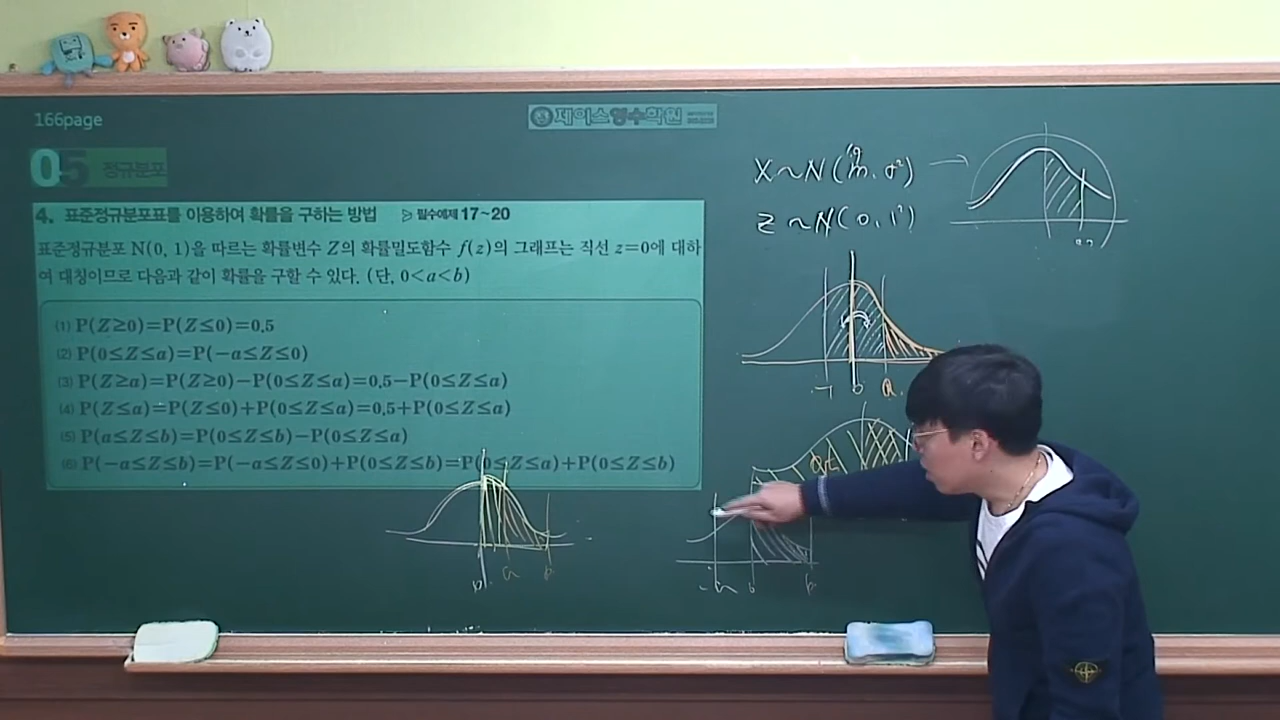 166page
제이스영수학원
05 정규분포
4. 표준정규분포표를 이용하여 확률을 구하는 방법 ▷ 필수예제 17~20
표준정규분포 N(0, 1)을 따르는 확률변수 Z의 확률밀도함수 f(z)의 그래프는 직선 z=0에 대하
여 대칭이므로 다음과 같이 확률을 구할 수 있다. (단, 0<a<b)
(1) P(Z≥0)=P(Z≤0)=0.5
(2) P(0≤Z≤a)=P(-a≤Z≤0)
(3) P(Z≥a)=P(Z≥0)-P(0≤Z≤a)=0.5-P(0≤Z≤a)
(4) P(Z≤a)=P(Z≤0)+P(0≤Z≤a)=0.5+P(0≤Z≤a)
(5) P(a≤Z≤b)=P(0≤Z≤b)-P(0≤Z≤a)
(6) P(-a≤Z≤b)=P(-a≤Z≤0)+P(0≤Z≤b)=P(0≤Z≤a)+P(0≤Z≤b)
X~N(m, σ²) →
Z~N(0, 1²)
0 a
0 a b
-a 0 b